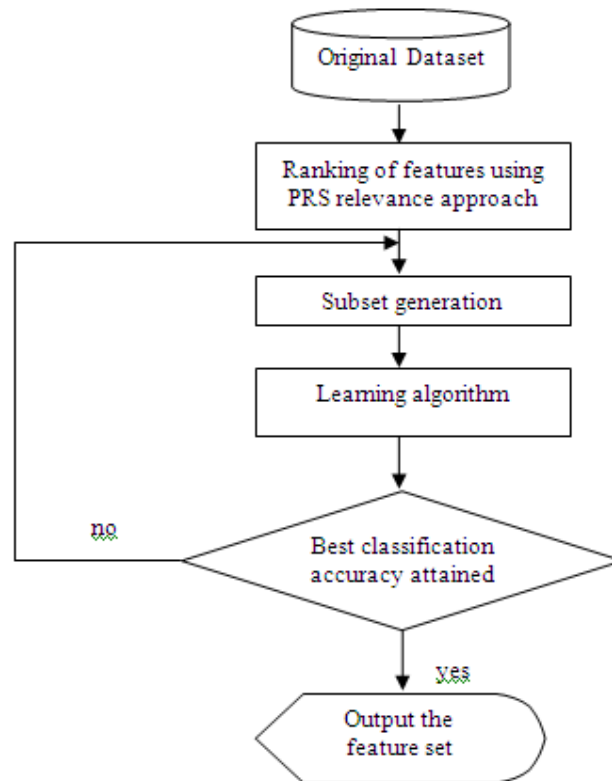 Original Dataset
Ranking of features using
PRS relevance approach
Subset generation
Learning algorithm
no
Best classification
accuracy attained
yes
Output the
feature set